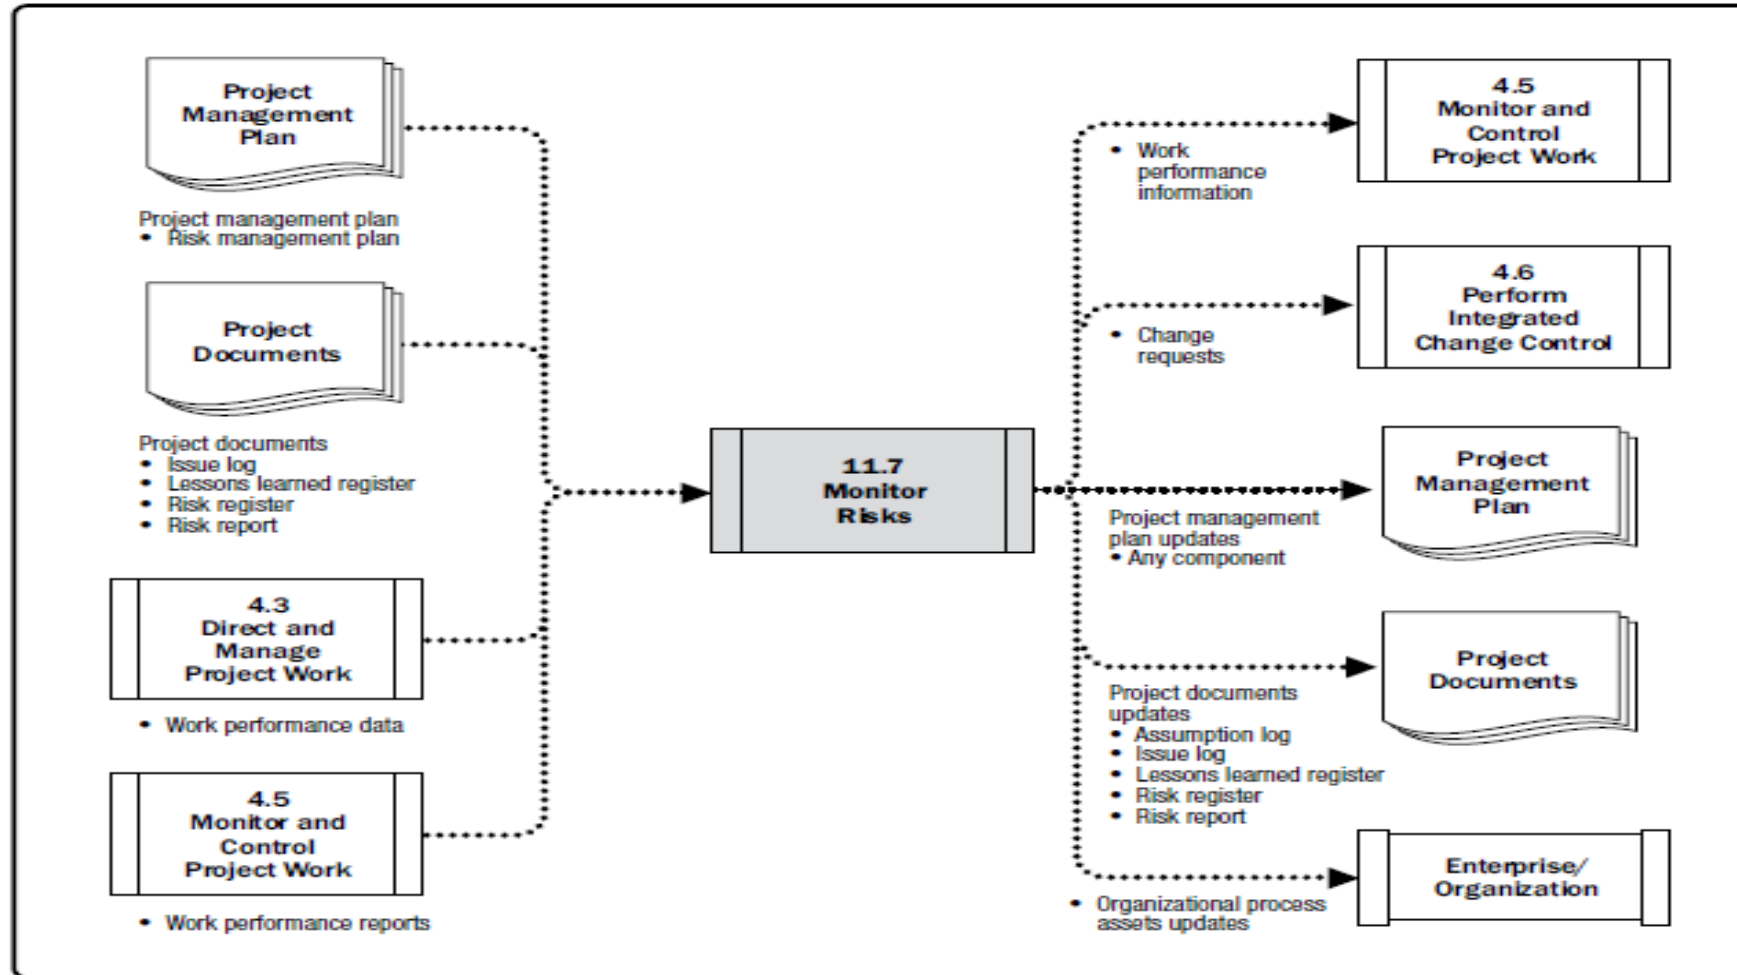 Project
Management
Plan
Project management plan
• Risk management plan
Project
Documents
Project documents
• Issue log
• Lessons learned register
• Risk register
• Risk report
4.3
Direct and
Manage
Project Work
• Work performance data
4.5
Monitor and
Control
Project Work
• Work performance reports
11.7
Monitor
Risks
• Work
performance
information
4.5
Monitor and
Control
Project Work
• Change
requests
4.6
Perform
Integrated
Change Control
Project management
plan updates
• Any component
Project
Management
Plan
Project documents
updates
• Assumption log
• Issue log
• Lessons learned register
• Risk register
• Risk report
Project
Documents
• Organizational process
assets updates
Enterprise/
Organization